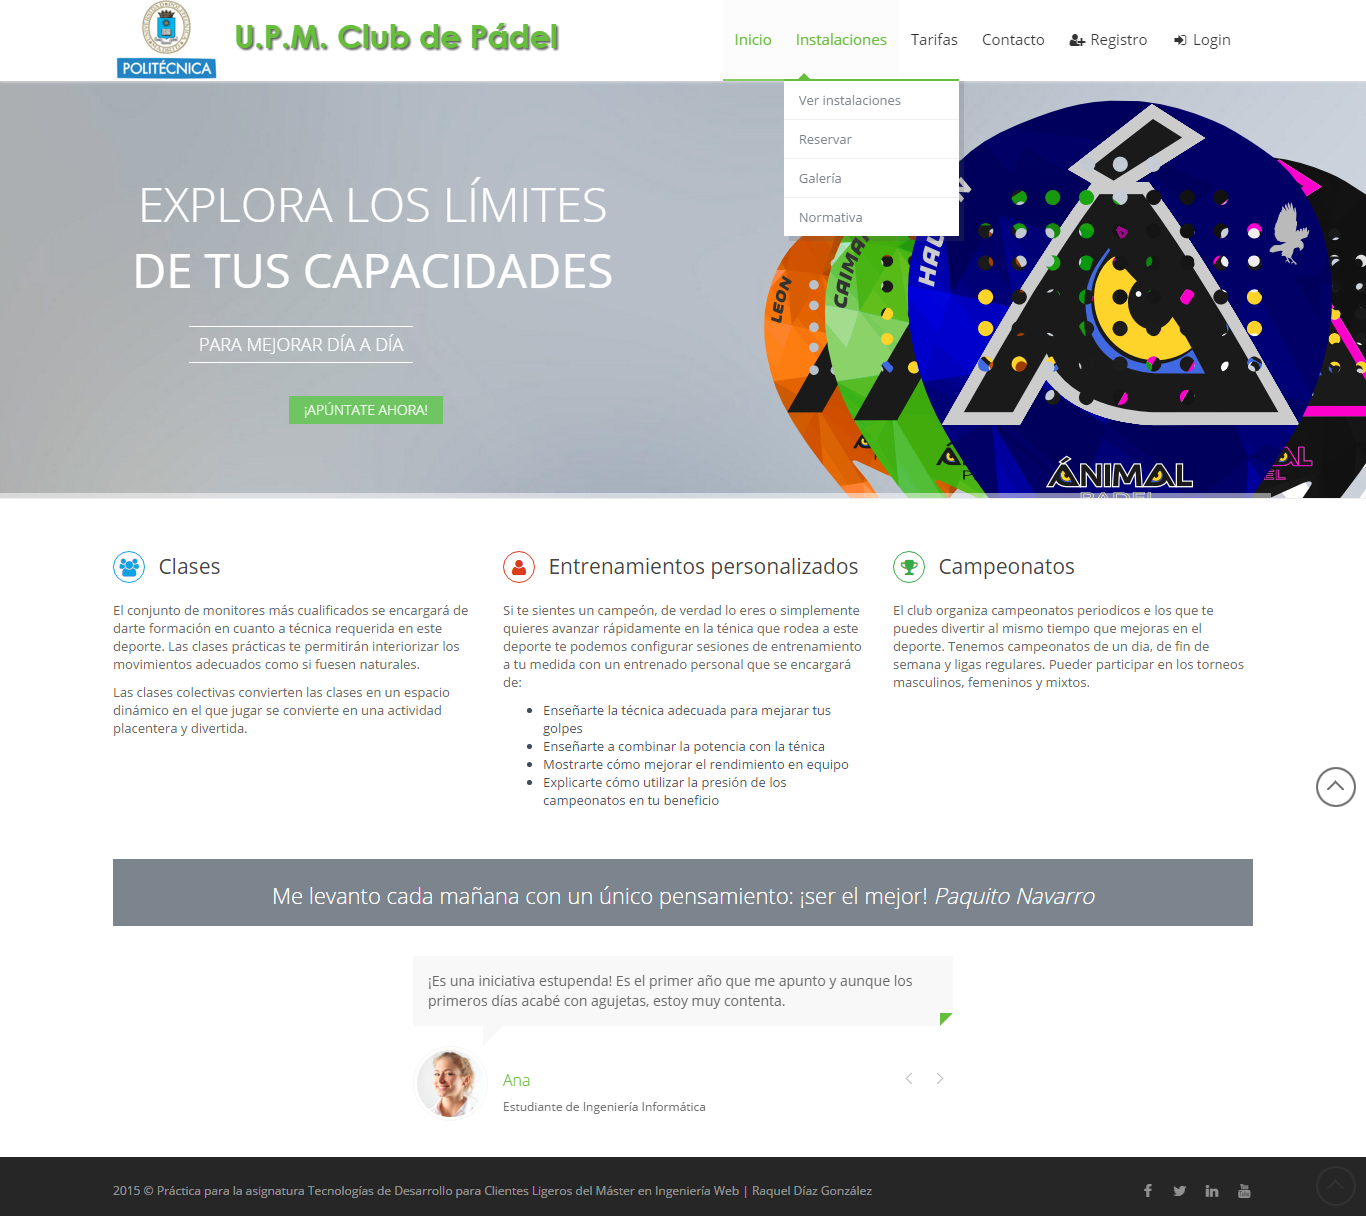 POLITÉCNICA
U.P.M. Club de Pádel
Inicio
Instalaciones
Tarifas
Contacto
Registro
Login
Ver instalaciones
Reservar
Galería
Normativa
EXPLORA LOS LÍMITES
DE TUS CAPACIDADES
PARA MEJORAR DÍA A DÍA
¡APÚNTATE AHORA!
LEON
CAIMAN
ÁNIMAL
PADEL
Clases
El conjunto de monitores más cualificados se encargará de
darte formación en cuanto a técnica requerida en este
deporte. Las clases prácticas te permitirán interiorizar los
movimientos adecuados como si fuesen naturales.
Las clases colectivas convierten las clases en un espacio
dinámico en el que jugar se convierte en una actividad
placentera y divertida.
Entrenamientos personalizados
Si te sientes un campeón, de verdad lo eres o simplemente
quieres avanzar rápidamente en la ténica que rodea a este
deporte te podemos configurar sesiones de entrenamiento
a tu medida con un entrenado personal que se encargará
de:
Enseñarte la técnica adecuada para mejarar tus
golpes
Enseñarte a combinar la potencia con la ténica
Mostrarte cómo mejorar el rendimiento en equipo
Explicarte cómo utilizar la presión de los
campeonatos en tu beneficio
Campeonatos
El club organiza campeonatos periodicos e los que te
puedes divertir al mismo tiempo que mejoras en el
deporte. Tenemos campeonatos de un dia, de fin de
semana y ligas regulares. Pueder participar en los torneos
masculinos, femeninos y mixtos.
Me levanto cada mañana con un único pensamiento: ¡ser el mejor! Paquito Navarro
¡Es una iniciativa estupenda! Es el primer año que me apunto y aunque los
primeros días acabé con agujetas, estoy muy contenta.
Ana
Estudiante de Ingeniería Informática
2015 © Práctica para la asignatura Tecnologías de Desarrollo para Clientes Ligeros del Máster en Ingeniería Web | Raquel Díaz González